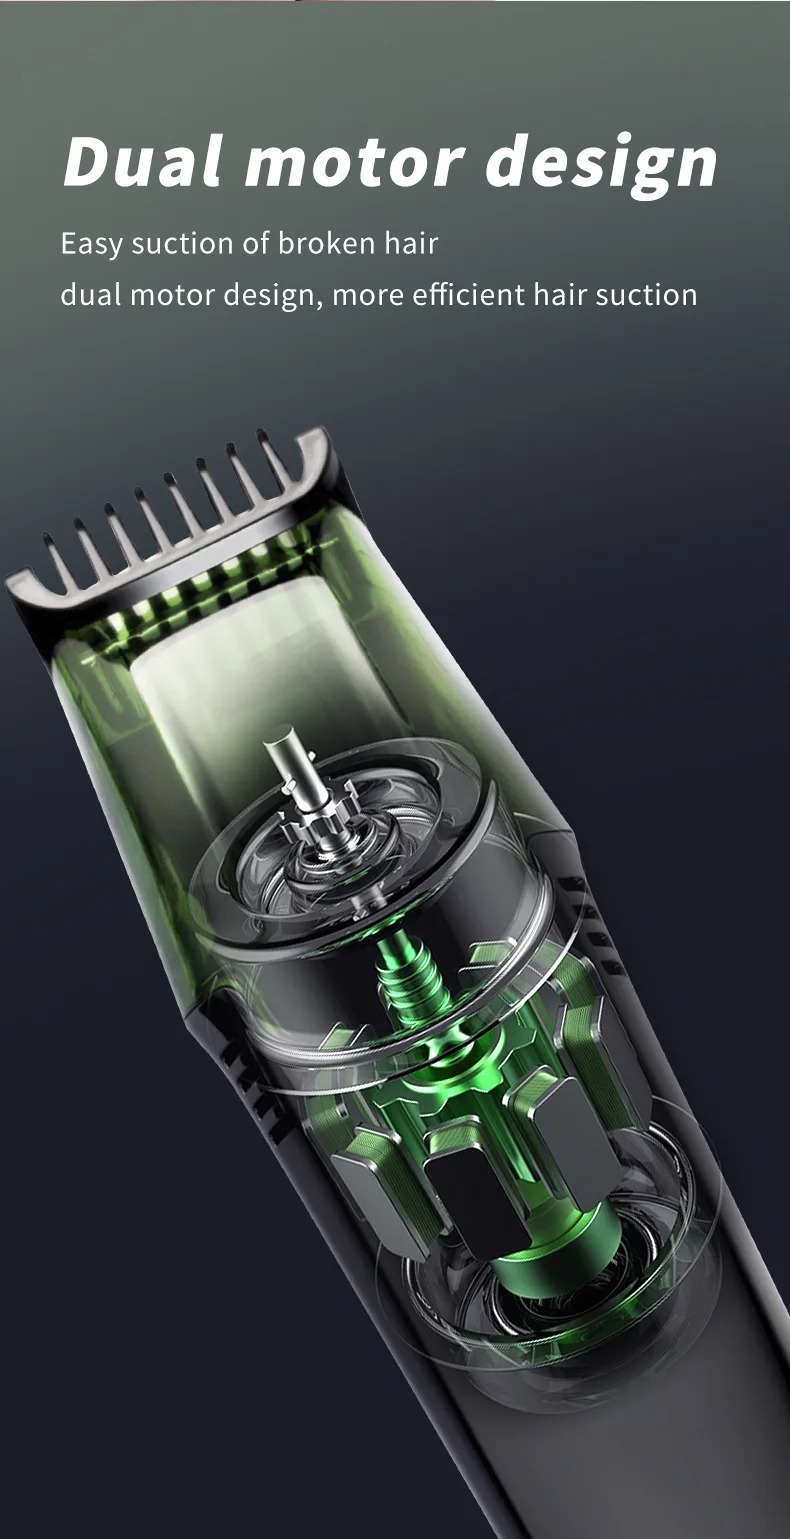 Dual motor design
Easy suction of broken hair
dual motor design, more efficient hair suction